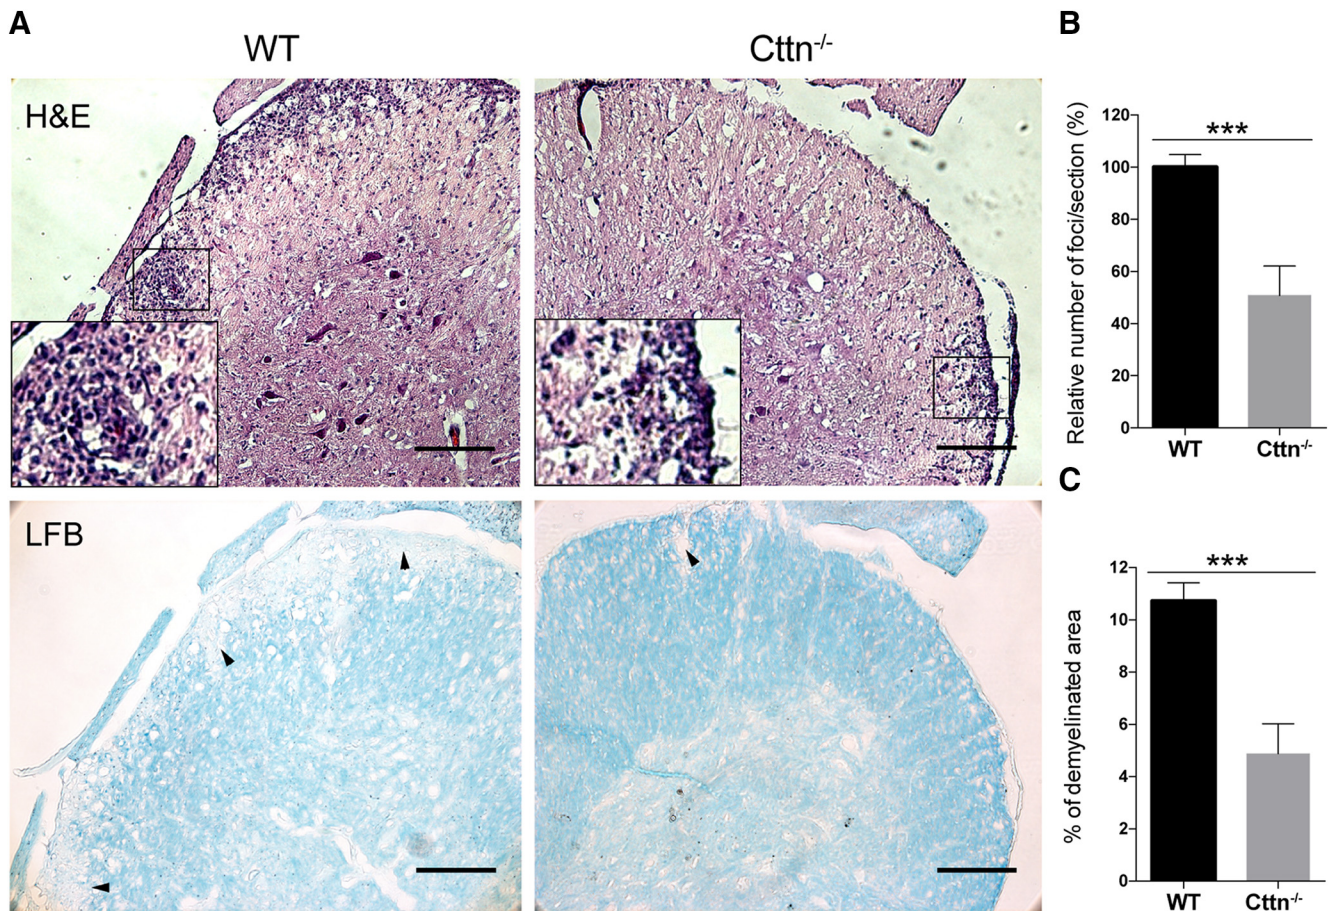 A
WT
Cttn-/-
H&E
LFB
B
Relative number of foci/section (%)
120
100
80
60
40
20
0
***
WT
Cttn-/-
C
% of demyelinated area
12
10
8
6
4
2
0
***
WT
Cttn-/-